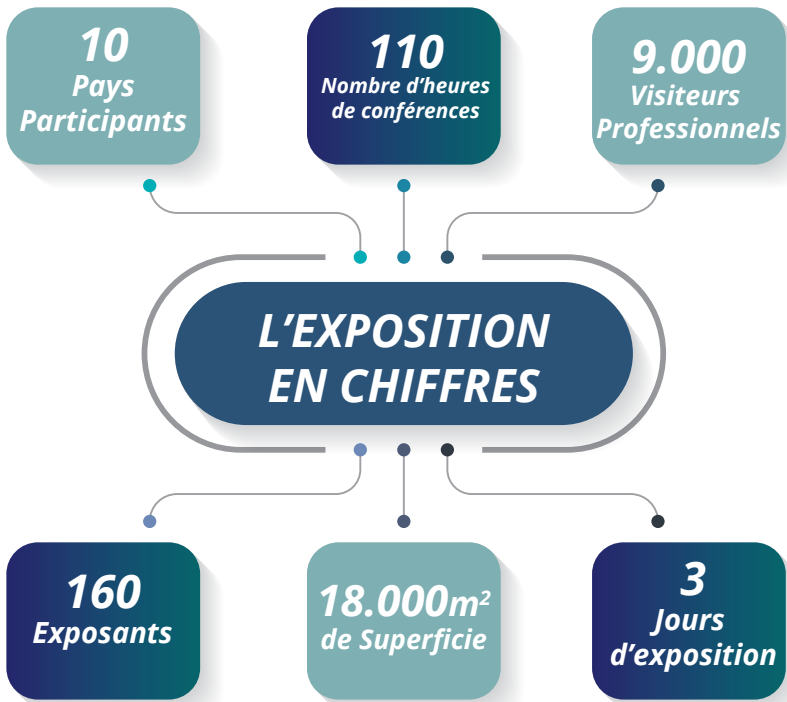 10
Pays
Participants
110
Nombre d’heures
de conférences
9.000
Visiteurs
Professionnels
L’EXPOSITION
EN CHIFFRES
160
Exposants
18.000m²
de Superficie
3
Jours
d’exposition